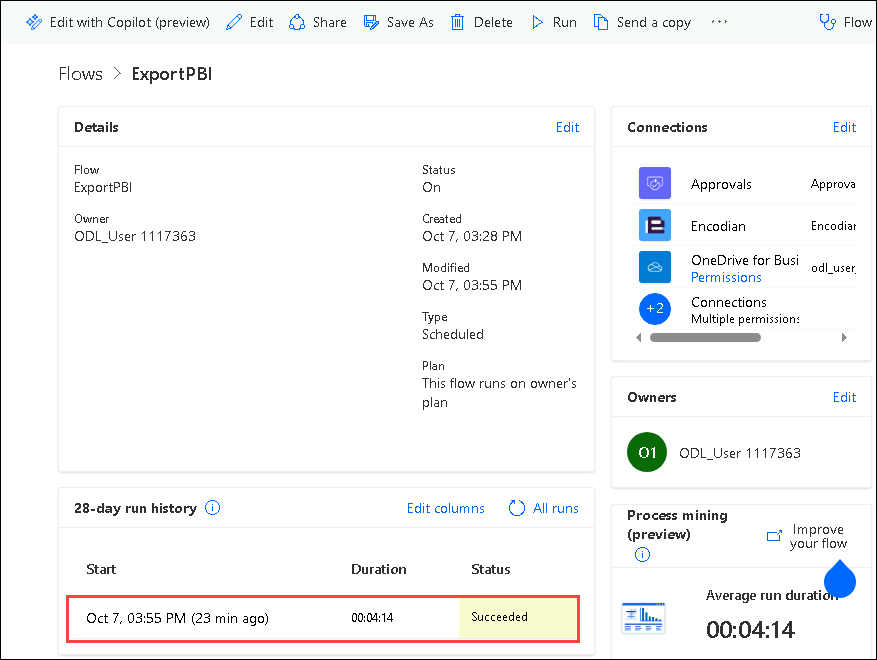 Edit with Copilot (preview) Edit Share Save As Delete Run Send a copy ... Flow
Flows > ExportPBI
Details Edit
Flow
ExportPBI
Owner
ODL_User 1117363
Status
On
Created
Oct 7, 03:28 PM
Modified
Oct 7, 03:55 PM
Type
Scheduled
Plan
This flow runs on owner's
plan
Connections Edit
Approvals Approva
Encodian Encodian
OneDrive for Busi odl_user_
Permissions
+2 Connections
Multiple permissions
Owners Edit
O1 ODL_User 1117363
28-day run history Edit columns All runs
Start Duration Status
Oct 7, 03:55 PM (23 min ago) 00:04:14 Succeeded
Process mining
(preview)
Improve
your flow
Average run duration
00:04:14